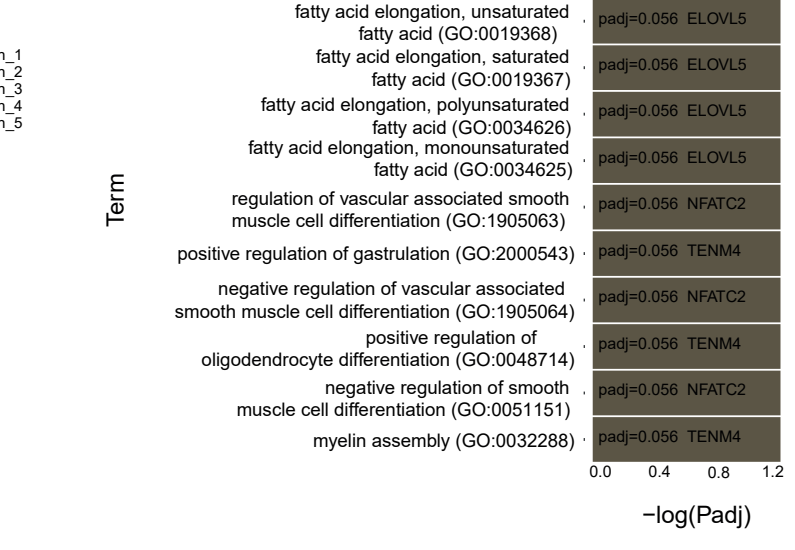 n_1
n_2
n_3
n_4
n_5
Term
fatty acid elongation, unsaturated
fatty acid (GO:0019368)
padj=0.056 ELOVL5
fatty acid elongation, saturated
fatty acid (GO:0019367)
padj=0.056 ELOVL5
fatty acid elongation, polyunsaturated
fatty acid (GO:0034626)
padj=0.056 ELOVL5
fatty acid elongation, monounsaturated
fatty acid (GO:0034625)
padj=0.056 ELOVL5
regulation of vascular associated smooth
muscle cell differentiation (GO:1905063)
padj=0.056 NFATC2
positive regulation of gastrulation (GO:2000543)
padj=0.056 TENM4
negative regulation of vascular associated
smooth muscle cell differentiation (GO:1905064)
padj=0.056 NFATC2
positive regulation of
oligodendrocyte differentiation (GO:0048714)
padj=0.056 TENM4
negative regulation of smooth
muscle cell differentiation (GO:0051151)
padj=0.056 NFATC2
myelin assembly (GO:0032288)
padj=0.056 TENM4
0.0 0.4 0.8 1.2
−log(Padj)